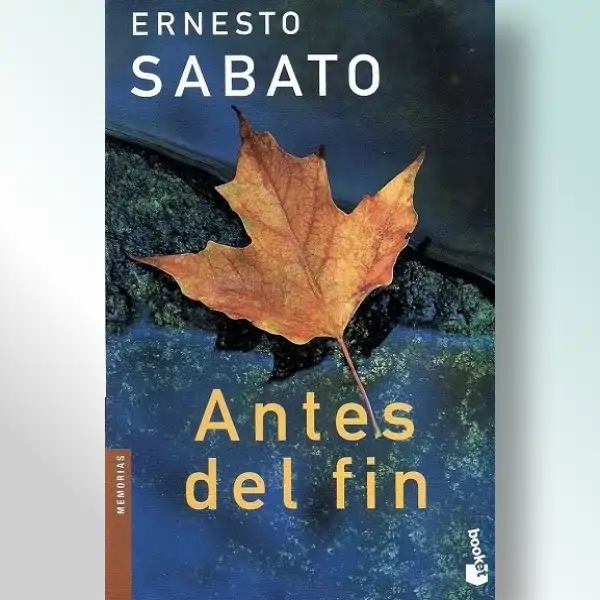 ERNESTO
SABATO
Antes
del fin
MEMORIAS
booket